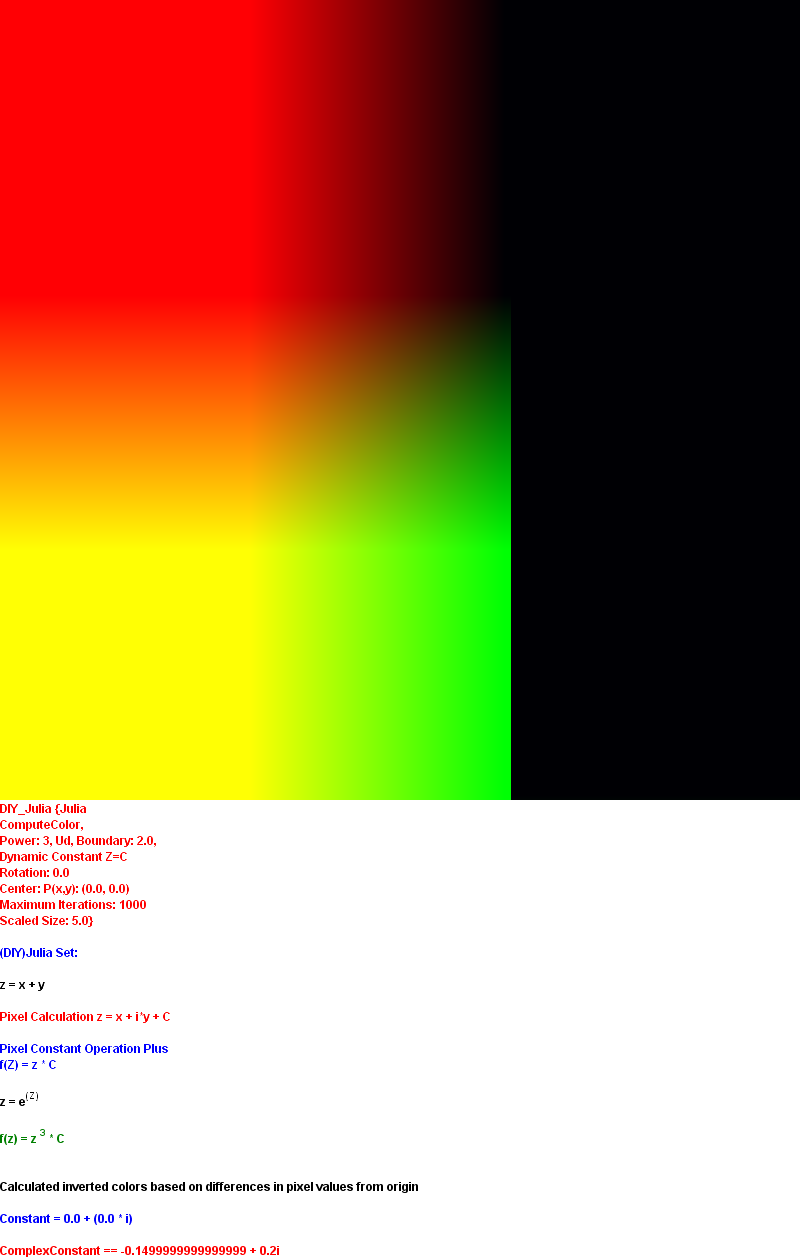 DIY_Julia {Julia
ComputeColor,
Power: 3, Ud, Boundary: 2.0,
Dynamic Constant Z=C
Rotation: 0.0
Center: P(x,y): (0.0, 0.0)
Maximum Iterations: 1000
Scaled Size: 5.0}
(DIY)Julia Set:
z = x + y
Pixel Calculation z = x + i*y + C
Pixel Constant Operation Plus
f(Z) = z * C
z = e^(Z)
f(z) = z ^3 * C
Calculated inverted colors based on differences in pixel values from origin
Constant = 0.0 + (0.0 * i)
ComplexConstant == -0.1499999999999999 + 0.2i